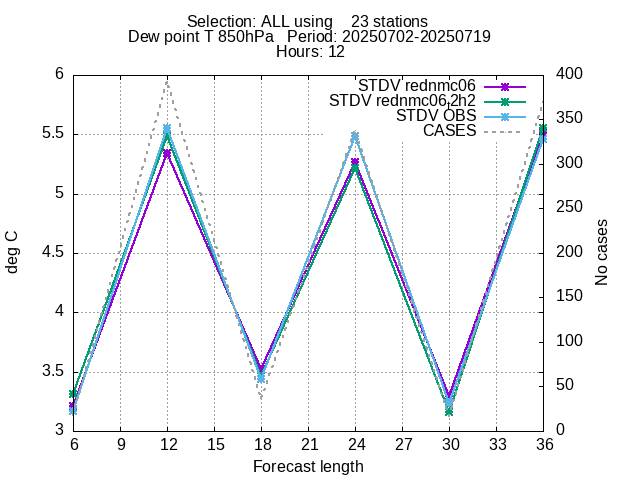 Selection: ALL using    23 stations
Dew point T 850hPa   Period: 20250702-20250719
Hours: 12
STDV rednmc06
STDV rednmc06,2h2
STDV OBS
CASES
deg C
6
5.5
5
4.5
4
3.5
3
400
350
300
250
200
150
100
50
0
No cases
6 9 12 15 18 21 24 27 30 33 36
Forecast length